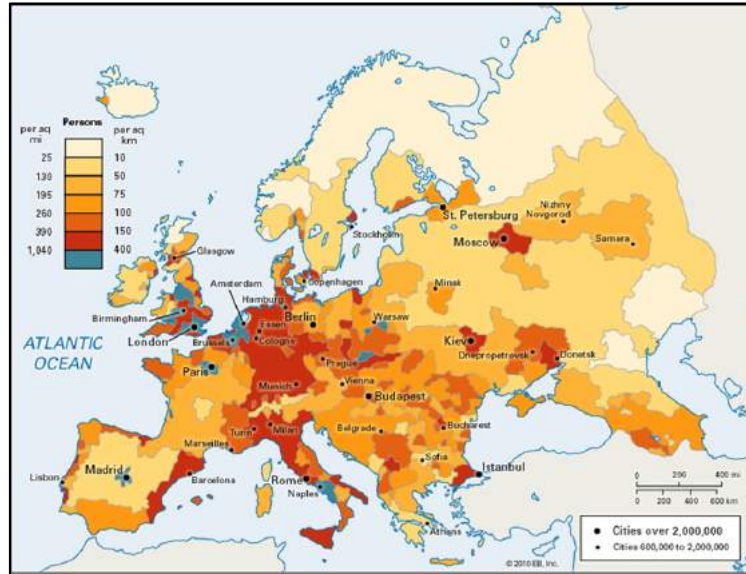 Persons
per aq mi
per aq km
25
10
130
50
195
75
260
100
390
150
1,040
400
ATLANTIC
OCEAN
Glasgow
Birmingham
London
Amsterdam
Brussels
Hamburg
Essen
Cologne
Berlin
Copenhagen
Stockholm
St. Petersburg
Moscow
Nizhny
Novgorod
Samara
Minsk
Warsaw
Kiev
Dnepropetrovsk
Donetsk
Prague
Munich
Vienna
Budapest
Paris
Turin
Milan
Marseilles
Belgrade
Bucharest
Sofia
Istanbul
Athens
Rome
Naples
Barcelona
Madrid
Lisbon
0 200 400 mi
0 200 400 600 km
Cities over 2,000,000
Cities 600,000 to 2,000,000
© 2010 EB, Inc.